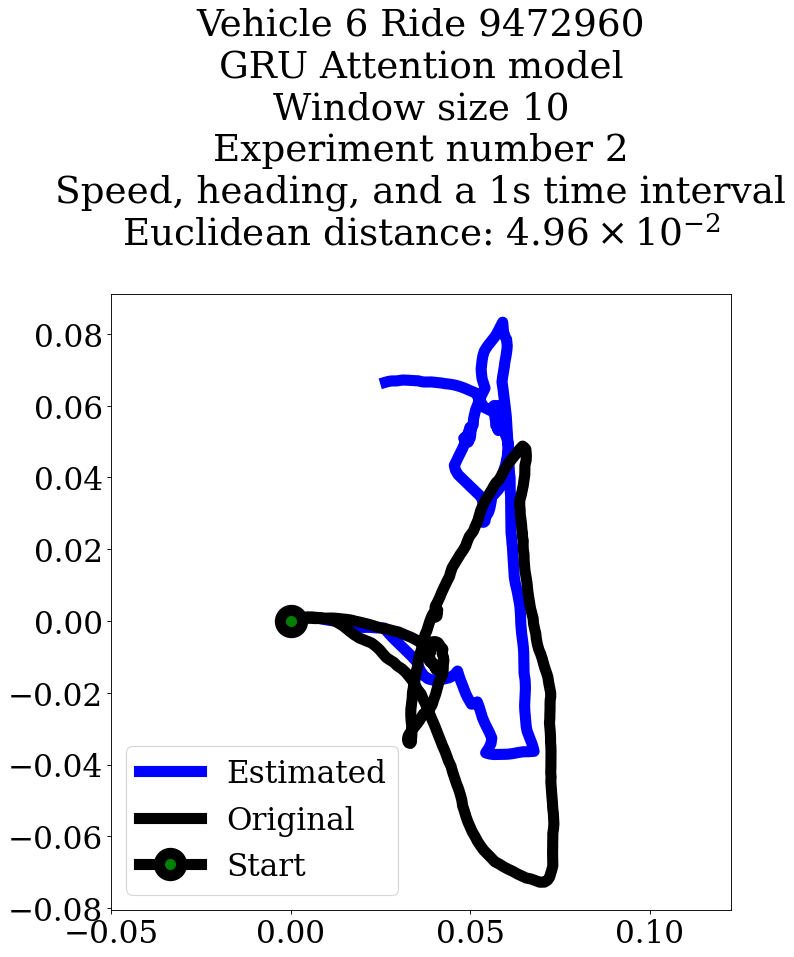 Vehicle 6 Ride 9472960
GRU Attention model
Window size 10
Experiment number 2
Speed, heading, and a 1s time interval
Euclidean distance: 4.96 × 10⁻²
0.08
0.06
0.04
0.02
0.00
−0.02
−0.04
−0.06
−0.08
Estimated
Original
Start
−0.05 0.00 0.05 0.10